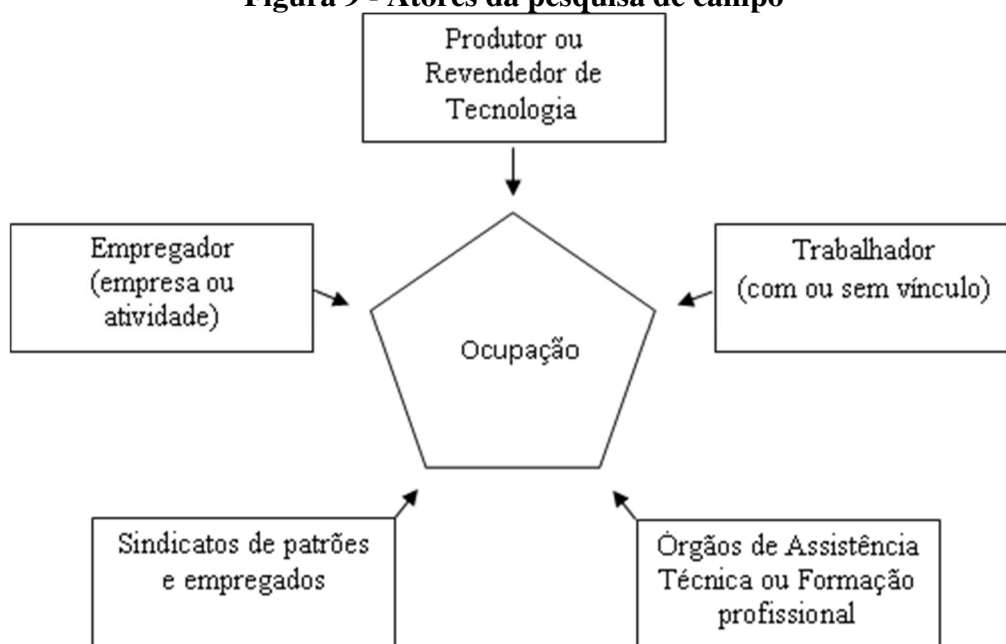 Figura 9 - Atores da pesquisa de campo
Produtor ou
Revendedor de
Tecnologia
Empregador
(empresa ou
atividade)
Trabalhador
(com ou sem vínculo)
Ocupação
Sindicatos de patrões
e empregados
Órgãos de Assistência
Técnica ou Formação
profissional